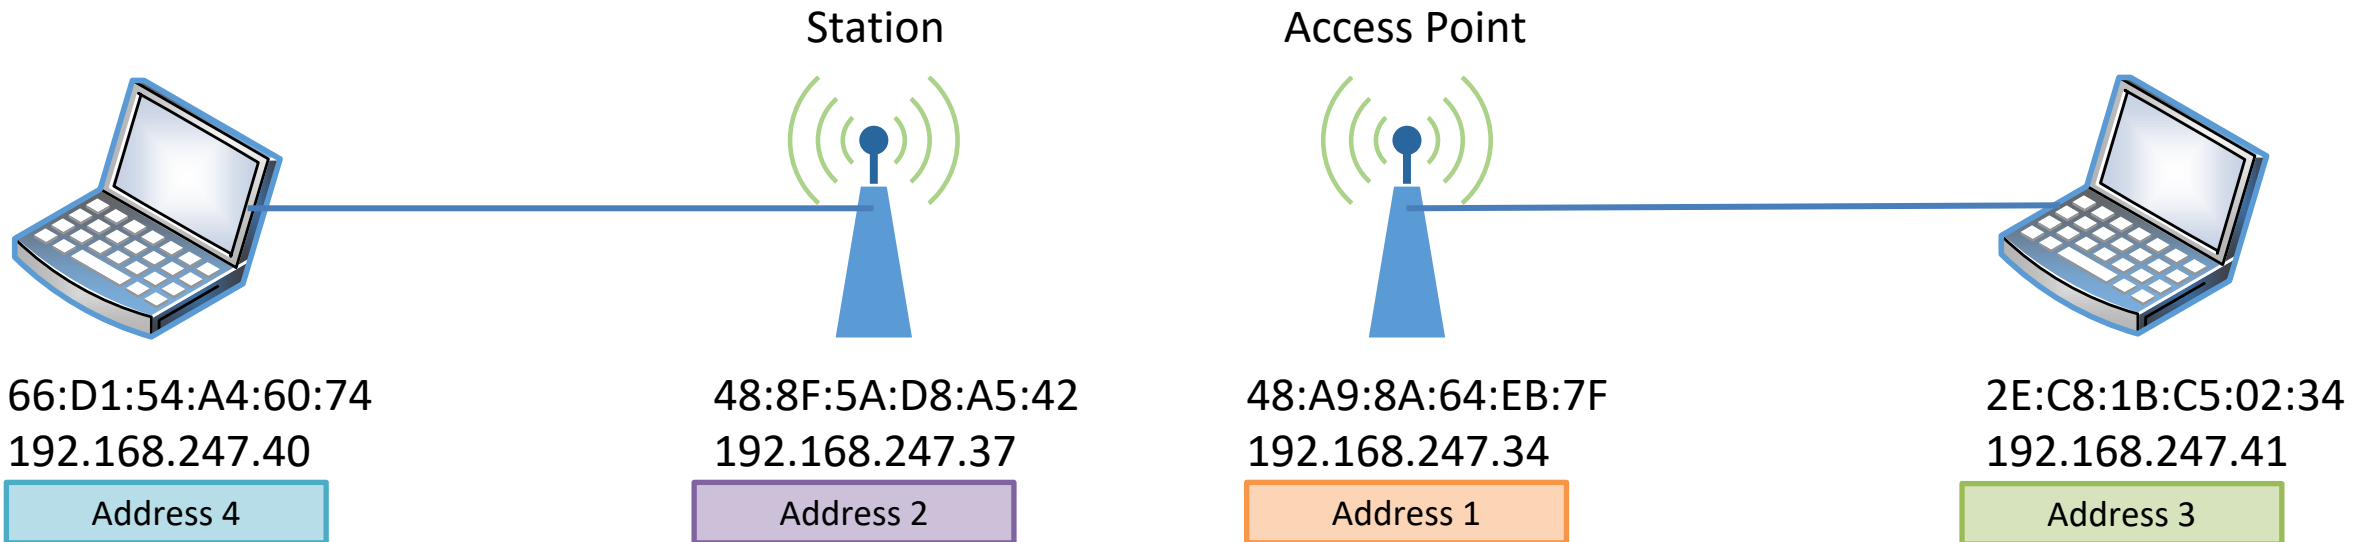 Station
Access Point
66:D1:54:A4:60:74
192.168.247.40
Address 4
48:8F:5A:D8:A5:42
192.168.247.37
Address 2
48:A9:8A:64:EB:7F
192.168.247.34
Address 1
2E:C8:1B:C5:02:34
192.168.247.41
Address 3